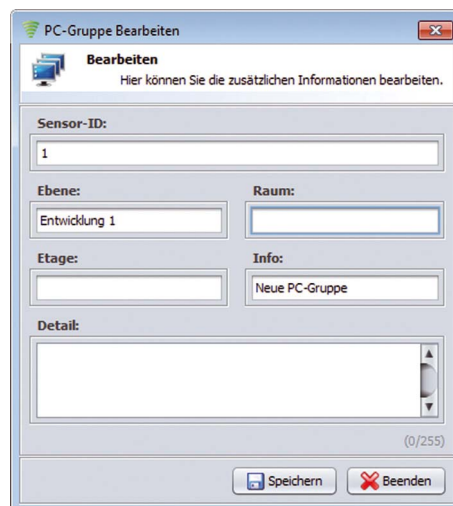 PC-Gruppe Bearbeiten
Bearbeiten
Hier können Sie die zusätzlichen Informationen bearbeiten.
Sensor-ID:
1
Ebene: Raum:
Entwicklung 1
Etage: Info:
Neue PC-Gruppe
Detail:
(0/255)
Speichern Beenden